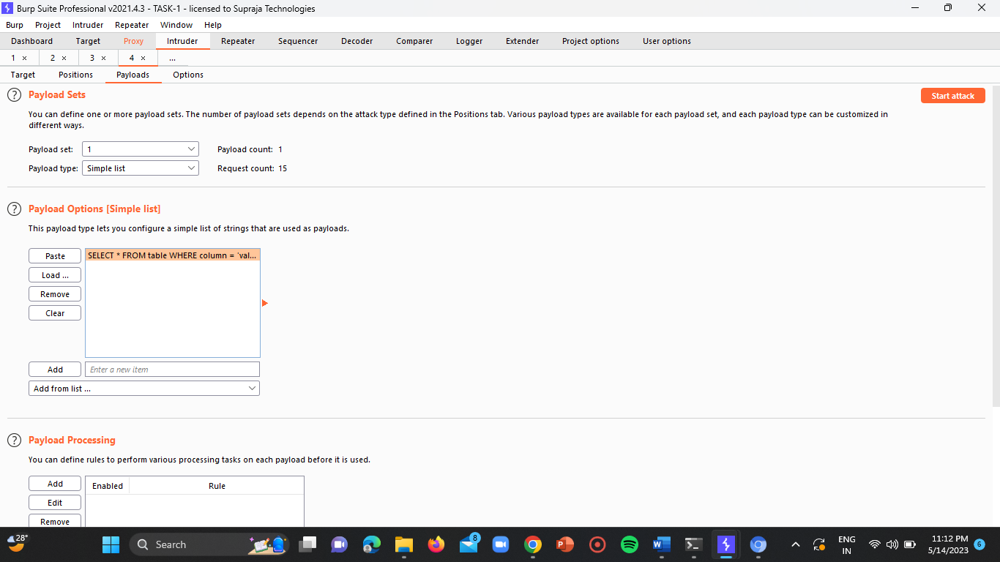 Burp Suite Professional v2021.4.3 - TASK-1 - licensed to Supraja Technologies
Burp Project Intruder Repeater Window Help
Dashboard Target Proxy Intruder Repeater Sequencer Decoder Comparer Logger Extender Project options User options
1 × 2 × 3 × 4 × ...
Target Positions Payloads Options
? Payload Sets
Start attack
You can define one or more payload sets. The number of payload sets depends on the attack type defined in the Positions tab. Various payload types are available for each payload set, and each payload type can be customized in
different ways.
Payload set: 1 Payload count: 1
Payload type: Simple list Request count: 15
? Payload Options [Simple list]
This payload type lets you configure a simple list of strings that are used as payloads.
Paste SELECT * FROM table WHERE column = 'val...
Load ...
Remove
Clear
Add Enter a new item
Add from list ...
? Payload Processing
You can define rules to perform various processing tasks on each payload before it is used.
Add Enabled Rule
Edit
Remove
28° Search 8 ENG 11:12 PM 6
IN 5/14/2023